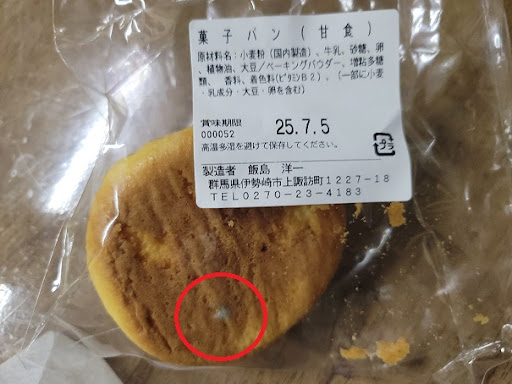 菓子パン(甘食)
原材料名:小麦粉(国内製造)、牛乳、砂糖、卵
、植物油、大豆/ベーキングパウダー、増粘多糖
類、 香料、着色料(ビタミンB2)、(一部に小麦
・乳成分・大豆・卵を含む)
賞味期限
000052 25.7.5
高温多湿を避けて保存してください。
プラ
製造者 飯島 洋一
群馬県伊勢崎市上諏訪町1227-18
TEL0270-23-4183